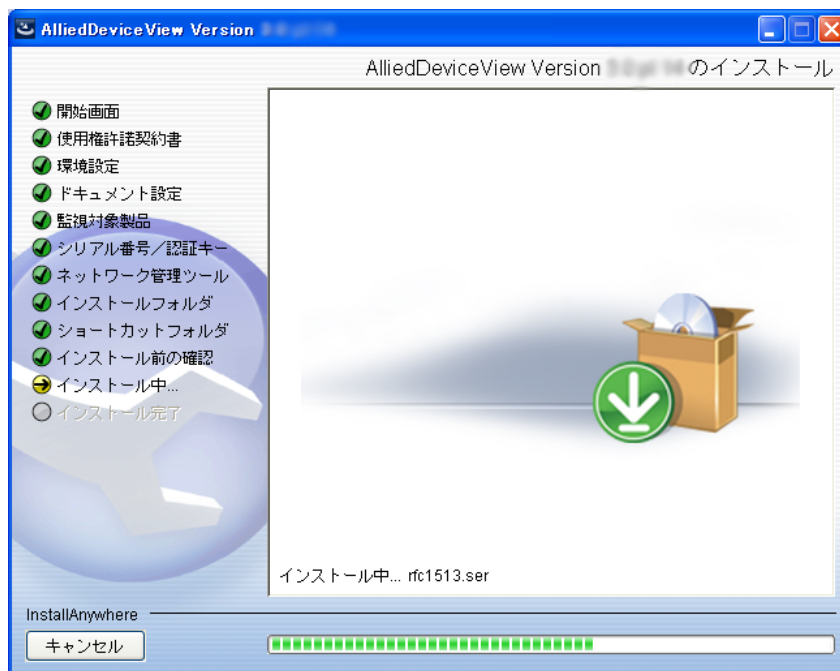 AlliedDeviceView Version
AlliedDeviceView Version のインストール
開始画面
使用権許諾契約書
環境設定
ドキュメント設定
監視対象製品
シリアル番号／認証キー
ネットワーク管理ツール
インストールフォルダ
ショートカットフォルダ
インストール前の確認
インストール中...
インストール完了
インストール中... rfc1513.ser
InstallAnywhere
キャンセル